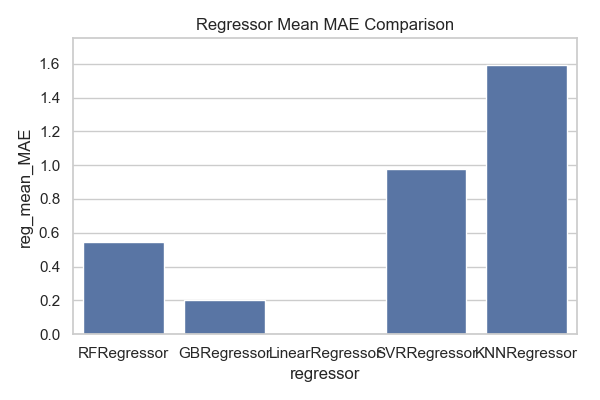 Regressor Mean MAE Comparison
reg_mean_MAE
1.6
1.4
1.2
1.0
0.8
0.6
0.4
0.2
0.0
RFRegressor GBRegressor LinearRegressor SVRRegressor KNNRegressor
regressor